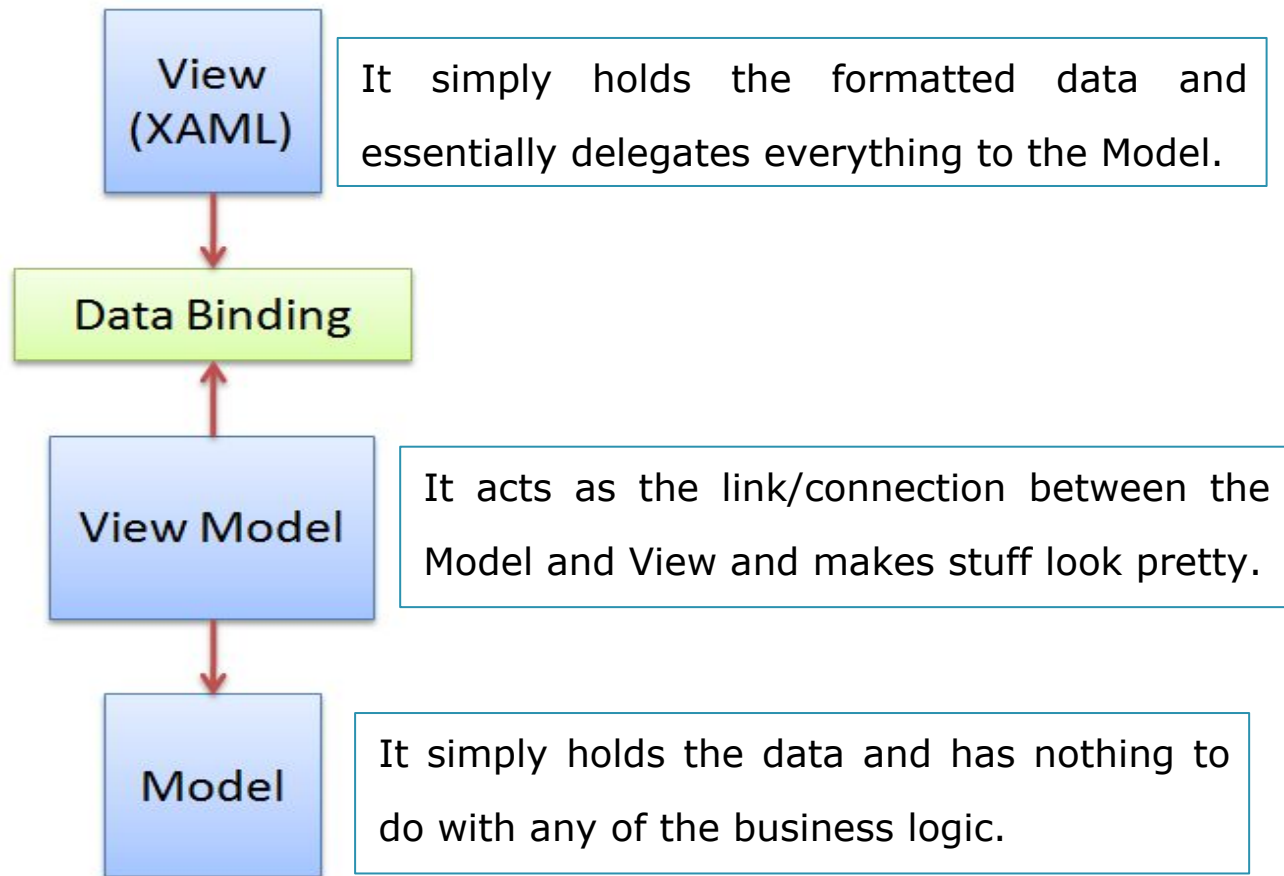 View
(XAML)
It simply holds the formatted data and
essentially delegates everything to the Model.
Data Binding
View Model
It acts as the link/connection between the
Model and View and makes stuff look pretty.
Model
It simply holds the data and has nothing to
do with any of the business logic.